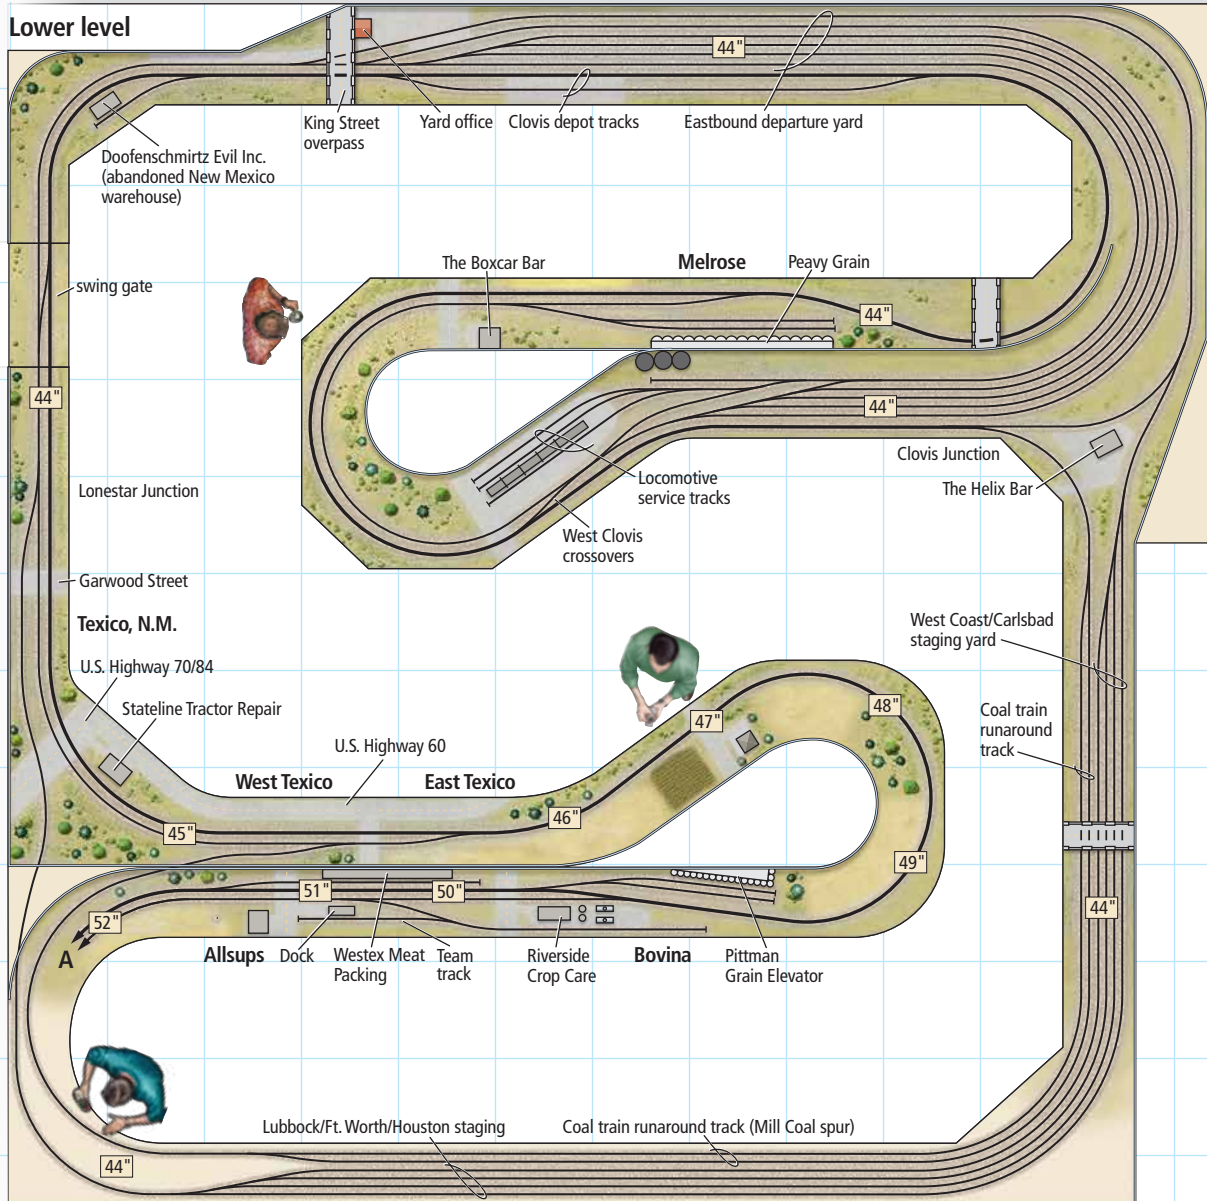 Lower level
44"
King Street
overpass
Yard office
Clovis depot tracks
Eastbound departure yard
Doofenschmirtz Evil Inc.
(abandoned New Mexico
warehouse)
swing gate
The Boxcar Bar
Melrose
Peavy Grain
44"
44"
44"
Clovis Junction
The Helix Bar
Locomotive
service tracks
Lonestar Junction
West Clovis
crossovers
Garwood Street
Texico, N.M.
West Coast/Carlsbad
staging yard
U.S. Highway 70/84
Stateline Tractor Repair
48"
47"
Coal train
runaround
track
U.S. Highway 60
West Texico
East Texico
46"
45"
49"
51"
50"
44"
52"
A
Allsups
Dock
Westex Meat
Packing
Team
track
Riverside
Crop Care
Bovina
Pittman
Grain Elevator
Lubbock/Ft. Worth/Houston staging
Coal train runaround track (Mill Coal spur)
44"